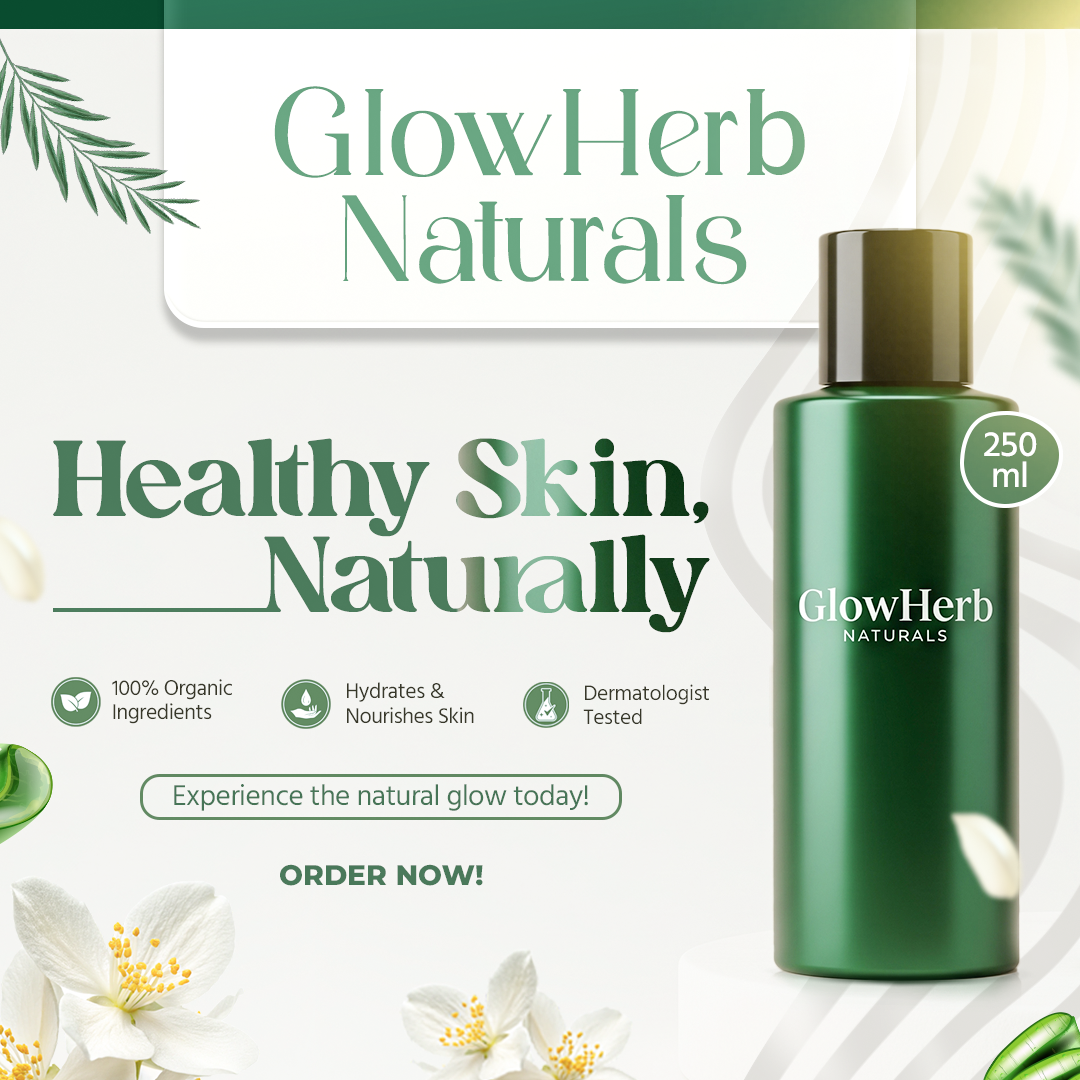 GlowHerb
Naturals
Healthy Skin,
Naturally
250
ml
GlowHerb
NATURALS
100% Organic
Ingredients
Hydrates &
Nourishes Skin
Dermatologist
Tested
Experience the natural glow today!
ORDER NOW!